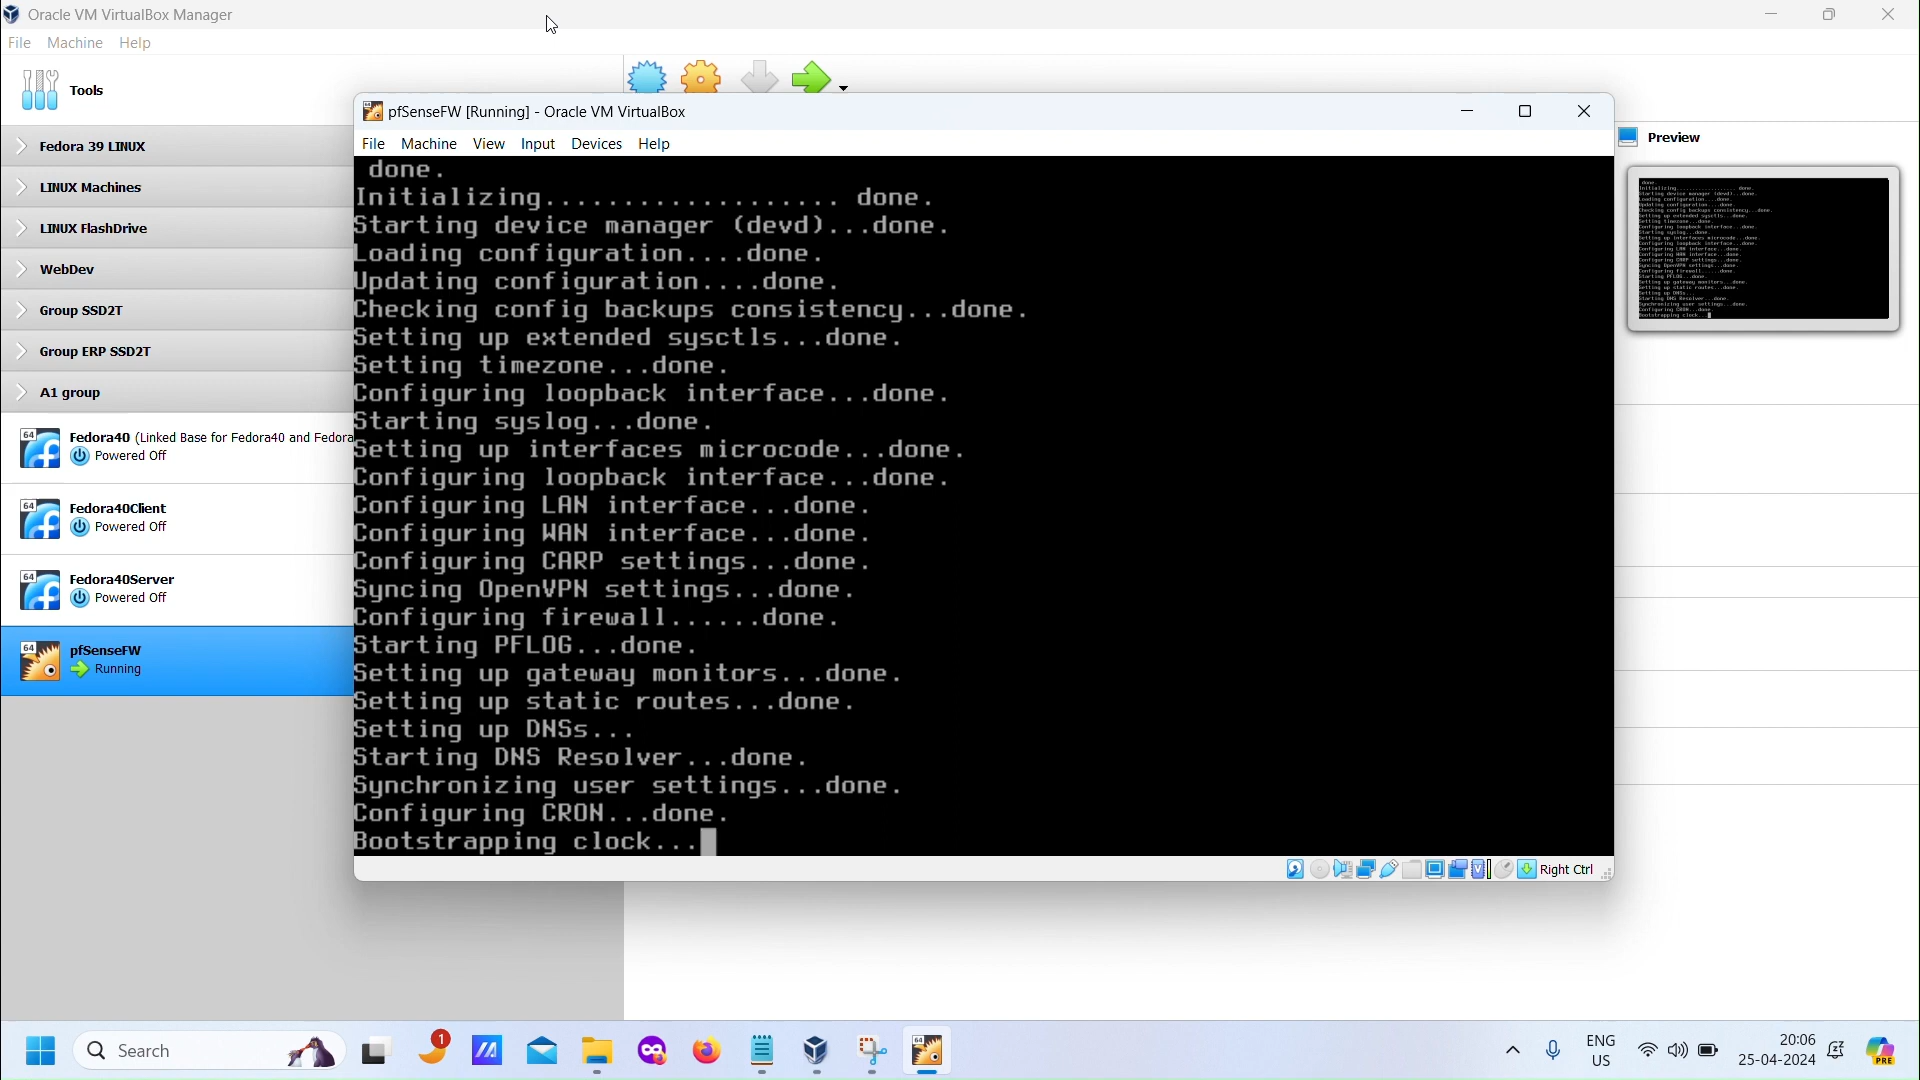 Oracle VM VirtualBox Manager
File Machine Help
Tools
Fedora 39 LINUX
LINUX Machines
LINUX FlashDrive
WebDev
Group SSD2T
Group ERP SSD2T
A1 group
64
Fedora40 (Linked Base for Fedora40 and Fedora
Powered Off
64
Fedora40Client
Powered Off
64
Fedora40Server
Powered Off
64
pfSenseFW
Running
pfSenseFW [Running] - Oracle VM VirtualBox
File Machine View Input Devices Help
done.
Initializing................... done.
Starting device manager (devd)...done.
Loading configuration....done.
Updating configuration....done.
Checking config backups consistency...done.
Setting up extended sysctls...done.
Setting timezone...done.
Configuring loopback interface...done.
Starting syslog...done.
Setting up interfaces microcode...done.
Configuring loopback interface...done.
Configuring LAN interface...done.
Configuring WAN interface...done.
Configuring CARP settings...done.
Syncing OpenVPN settings...done.
Configuring firewall......done.
Starting PFLOG...done.
Setting up gateway monitors...done.
Setting up static routes...done.
Setting up DNSs...
Starting DNS Resolver...done.
Synchronizing user settings...done.
Configuring CRON...done.
Bootstrapping clock...
Right Ctrl
Preview
Search
1
64
ENG
US
20:06
25-04-2024
PRE